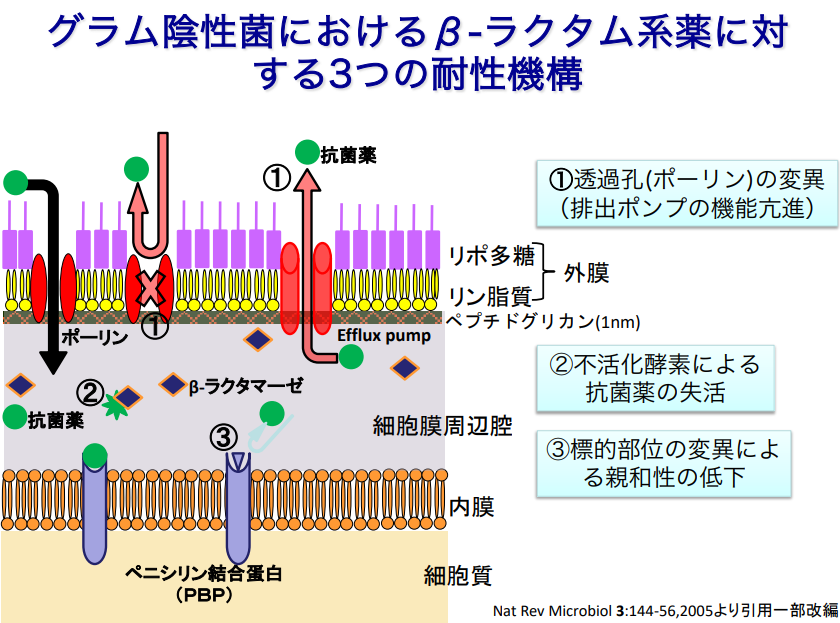 グラム陰性菌におけるβ-ラクタム系薬に対
する3つの耐性機構
①
抗菌薬
①透過孔(ポーリン)の変異
（排出ポンプの機能亢進）
リポ多糖
外膜
リン脂質
①
ペプチドグリカン(1nm)
ポーリン
Efflux pump
②
β-ラクタマーゼ
②不活化酵素による
抗菌薬の失活
抗菌薬
③
細胞膜周辺腔
③標的部位の変異によ
る親和性の低下
内膜
ペニシリン結合蛋白
（PBP）
細胞質
Nat Rev Microbiol 3:144-56,2005より引用一部改編